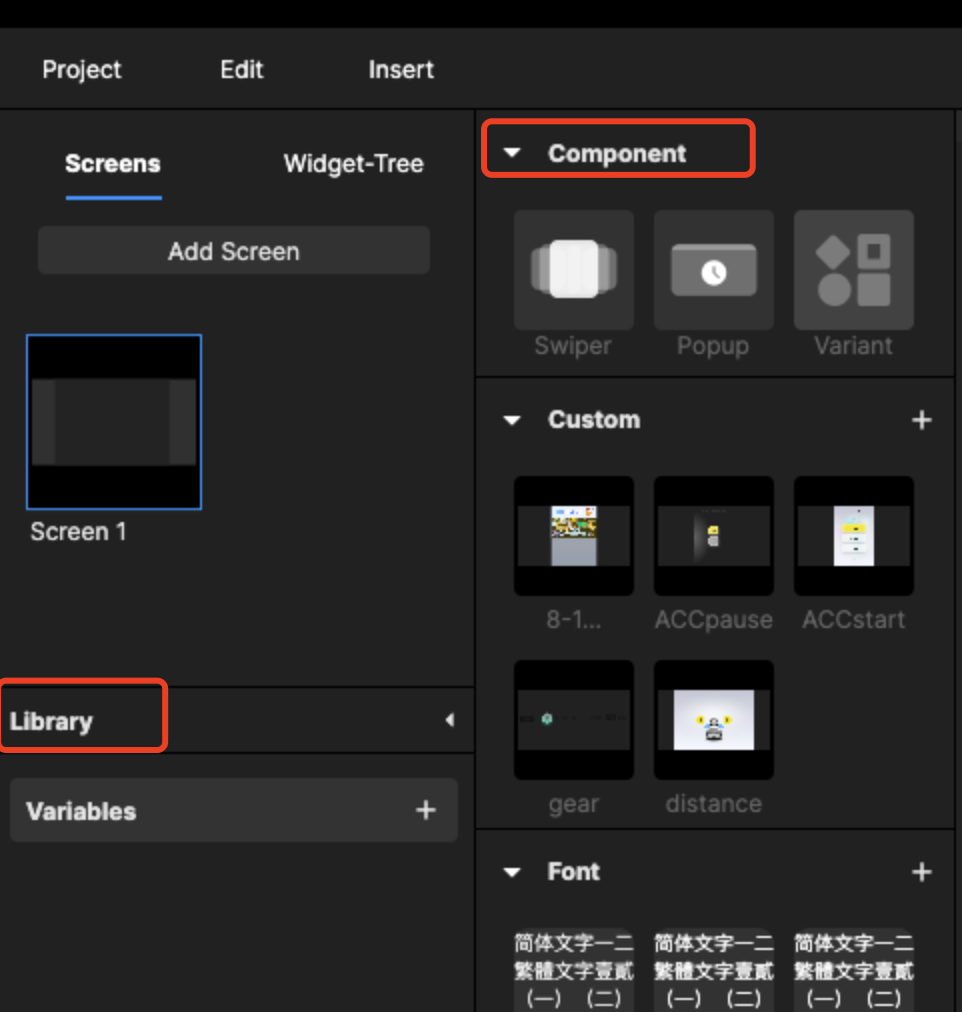 Project
Edit
Insert
Screens
Widget-Tree
Add Screen
Screen 1
Library
Variables
Component
Swiper
Popup
Variant
Custom
8-1...
ACCpause
ACCstart
gear
distance
Font
简体文字一二
繁體文字壹貳
(一) (二)
简体文字一二
繁體文字壹貳
(一) (二)
简体文字一二
繁體文字壹貳
(一) (二)